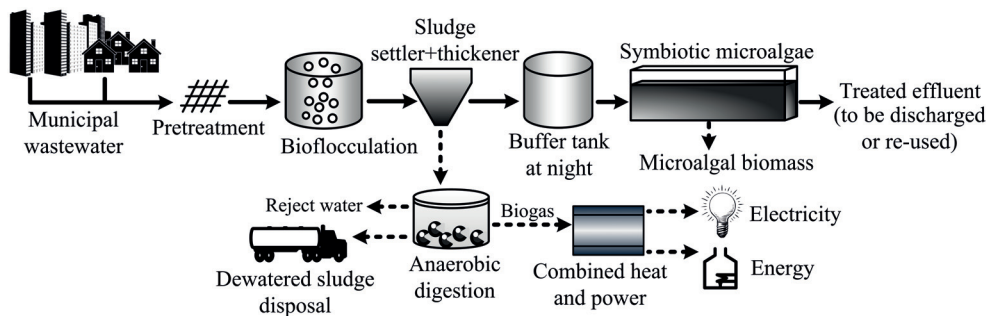 Municipal
wastewater
Pretreatment
Bioflocculation
Sludge
settler+thickener
Buffer tank
at night
Symbiotic microalgae
Microalgal biomass
Treated effluent
(to be discharged
or re-used)
Reject water
Dewatered sludge
disposal
Anaerobic
digestion
Biogas
Combined heat
and power
Electricity
Energy